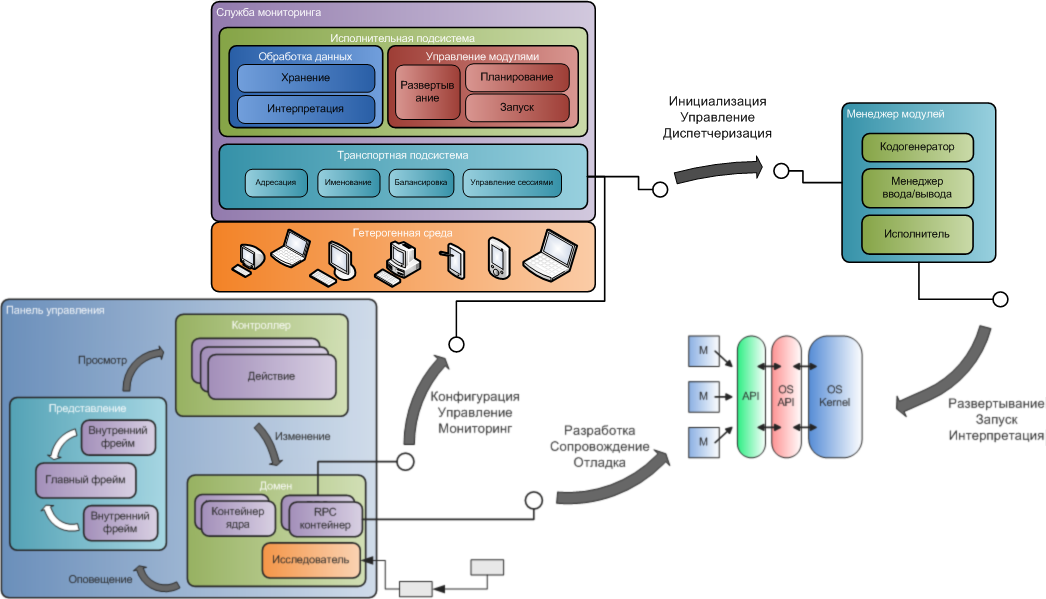 Служба мониторинга
Исполнительная подсистема
Обработка данных
Хранение
Интерпретация
Управление модулями
Развертыв
ание
Планирование
Запуск
Транспортная подсистема
Адресация
Именование
Балансировка
Управление сессиями
Гетерогенная среда
Инициализация
Управление
Диспетчеризация
Менеджер модулей
Кодогенератор
Менеджер
ввода/вывода
Исполнитель
Панель управления
Контроллер
Действие
Просмотр
Представление
Внутренний
фрейм
Главный фрейм
Внутренний
фрейм
Изменение
Домен
Контейнер
ядра
RPC
контейнер
Исследователь
Оповещение
Конфигурация
Управление
Мониторинг
Разработка
Сопровождение
Отладка
M
M
M
API
OS
API
OS
Kernel
Развертывание
Запуск
Интерпретация